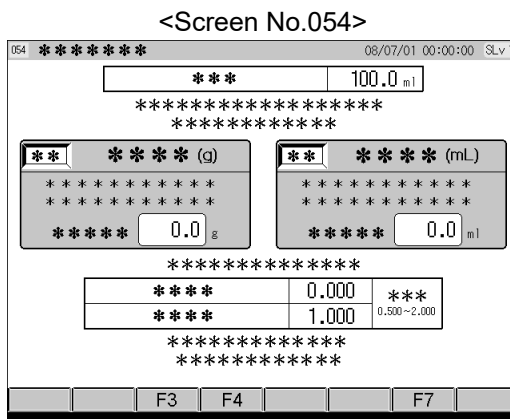 <Screen No.054>
054 ******* 08/07/01 00:00:00 SLv
*** 100.0 ml
******************
************
** **** (g) ** **** (mL)
*********** ***********
*********** ***********
***** 0.0 g ***** 0.0 ml
**************
**** 0.000 ***
**** 1.000 0.500~2.000
*************
************
F3 F4 F7